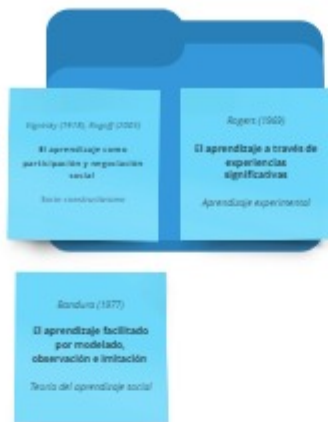 Vigotsky (1978), Rogoff (2003)
El aprendizaje como
participación y negociación
social
Socio constructivismo
Rogers (1969)
El aprendizaje a través de
experiencias
significativas
Aprendizaje experimental
Bandura (1977)
El aprendizaje facilitado
por modelado,
observación e imitación
Teoría del aprendizaje social